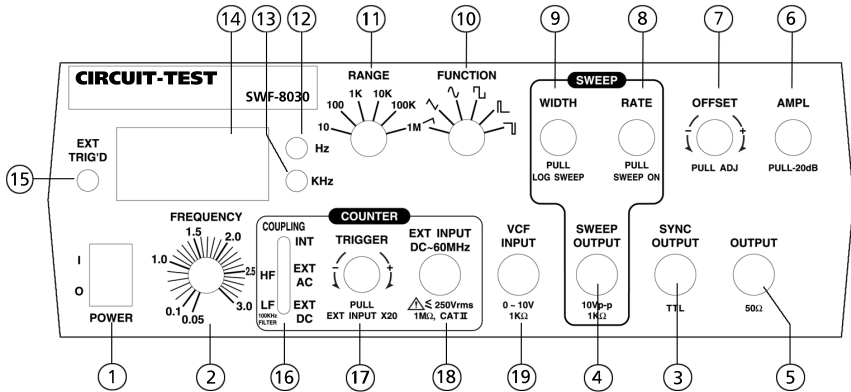 14
13
12
11
10
9
8
7
6
CIRCUIT-TEST
SWF-8030
RANGE
10
100
1K
10K
100K
1M
FUNCTION
SWEEP
WIDTH
PULL
LOG SWEEP
RATE
PULL
SWEEP ON
OFFSET
- +
PULL ADJ
AMPL
PULL-20dB
EXT
TRIG'D
15
Hz
KHz
FREQUENCY
0.05
0.1
1.0
1.5
2.0
2.5
3.0
I
O
POWER
COUNTER
COUPLING
INT
HF
EXT
AC
LF
100KHz
FILTER
EXT
DC
TRIGGER
- +
PULL
EXT INPUT X20
EXT INPUT
DC~60MHz
⚠ ≤ 250Vrms
1MΩ, CAT II
VCF
INPUT
0 ~ 10V
1KΩ
SWEEP
OUTPUT
10Vp-p
1KΩ
SYNC
OUTPUT
TTL
OUTPUT
50Ω
1
2
16
17
18
19
4
3
5